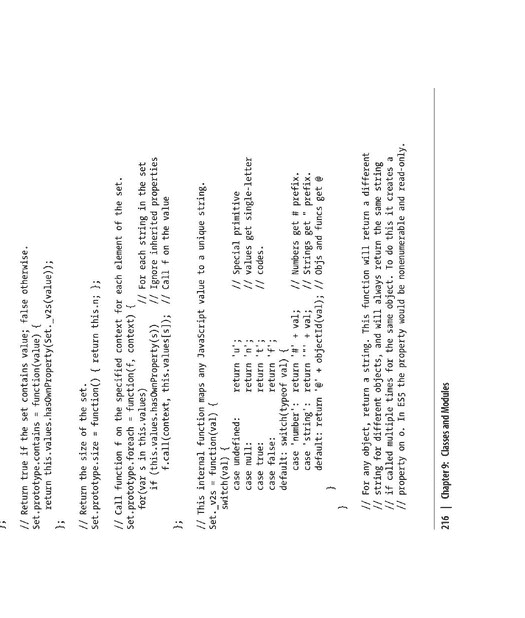 };
// Return true if the set contains value; false otherwise.
Set.prototype.contains = function(value) {
    return this.values.hasOwnProperty(Set._v2s(value));
};
// Return the size of the set.
Set.prototype.size = function() { return this.n; };
// Call function f on the specified context for each element of the set.
Set.prototype.foreach = function(f, context) {
    for(var s in this.values)                 // For each string in the set
        if (this.values.hasOwnProperty(s))    // Ignore inherited properties
            f.call(context, this.values[s]);  // Call f on the value
};
// This internal function maps any JavaScript value to a unique string.
Set._v2s = function(val) {
    switch(val) {
        case undefined:     return 'u';          // Special primitive
        case null:          return 'n';          // values get single-letter
        case true:          return 't';          // codes.
        case false:         return 'f';
        default: switch(typeof val) {
            case 'number':  return '#' + val;    // Numbers get # prefix.
            case 'string':  return '"' + val;    // Strings get " prefix.
            default: return '@' + objectId(val); // Objs and funcs get @
        }
    }
// For any object, return a string. This function will return a different
// string for different objects, and will always return the same string
// if called multiple times for the same object. To do this it creates a
// property on o. In ES5 the property would be nonenumerable and read-only.
216 | Chapter 9: Classes and Modules